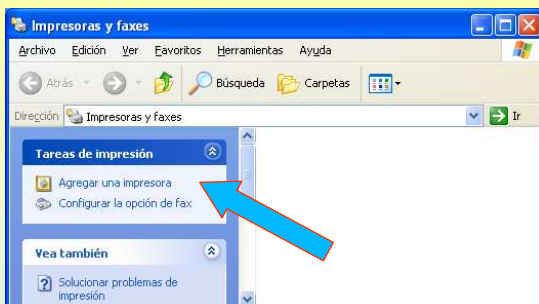 Impresoras y faxes
Archivo Edición Ver Favoritos Herramientas Ayuda
Atrás Búsqueda Carpetas
Dirección Impresoras y faxes Ir
Tareas de impresión
Agregar una impresora
Configurar la opción de fax
Vea también
Solucionar problemas de
impresión